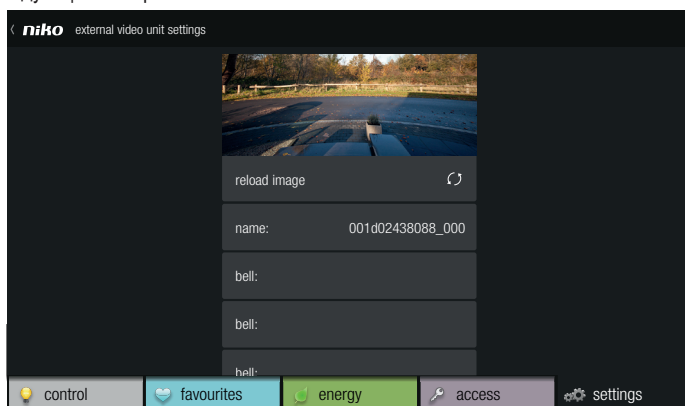 niko external video unit settings
reload image
name: 001d02438088_000
bell:
bell:
bell:
control favourites energy access settings